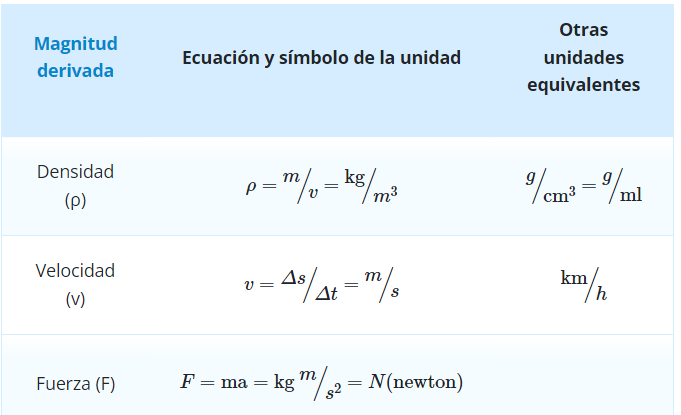 Magnitud derivada
Ecuación y símbolo de la unidad
Otras unidades equivalentes
Densidad (ρ)
ρ = m/v = kg/m³
g/cm³ = g/ml
Velocidad (v)
v = Δs/Δt = m/s
km/h
Fuerza (F)
F = ma = kg m/s² = N(newton)